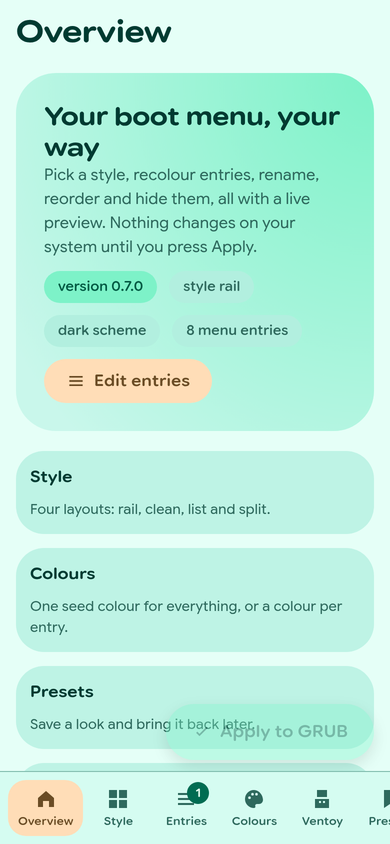 Overview
Your boot menu, your
way
Pick a style, recolour entries, rename,
reorder and hide them, all with a live
preview. Nothing changes on your
system until you press Apply.
version 0.7.0
style rail
dark scheme
8 menu entries
Edit entries
Style
Four layouts: rail, clean, list and split.
Colours
One seed colour for everything, or a colour per
entry.
Presets
Save a look and bring it back later.
Apply to GRUB
1
Overview
Style
Entries
Colours
Ventoy
Pres